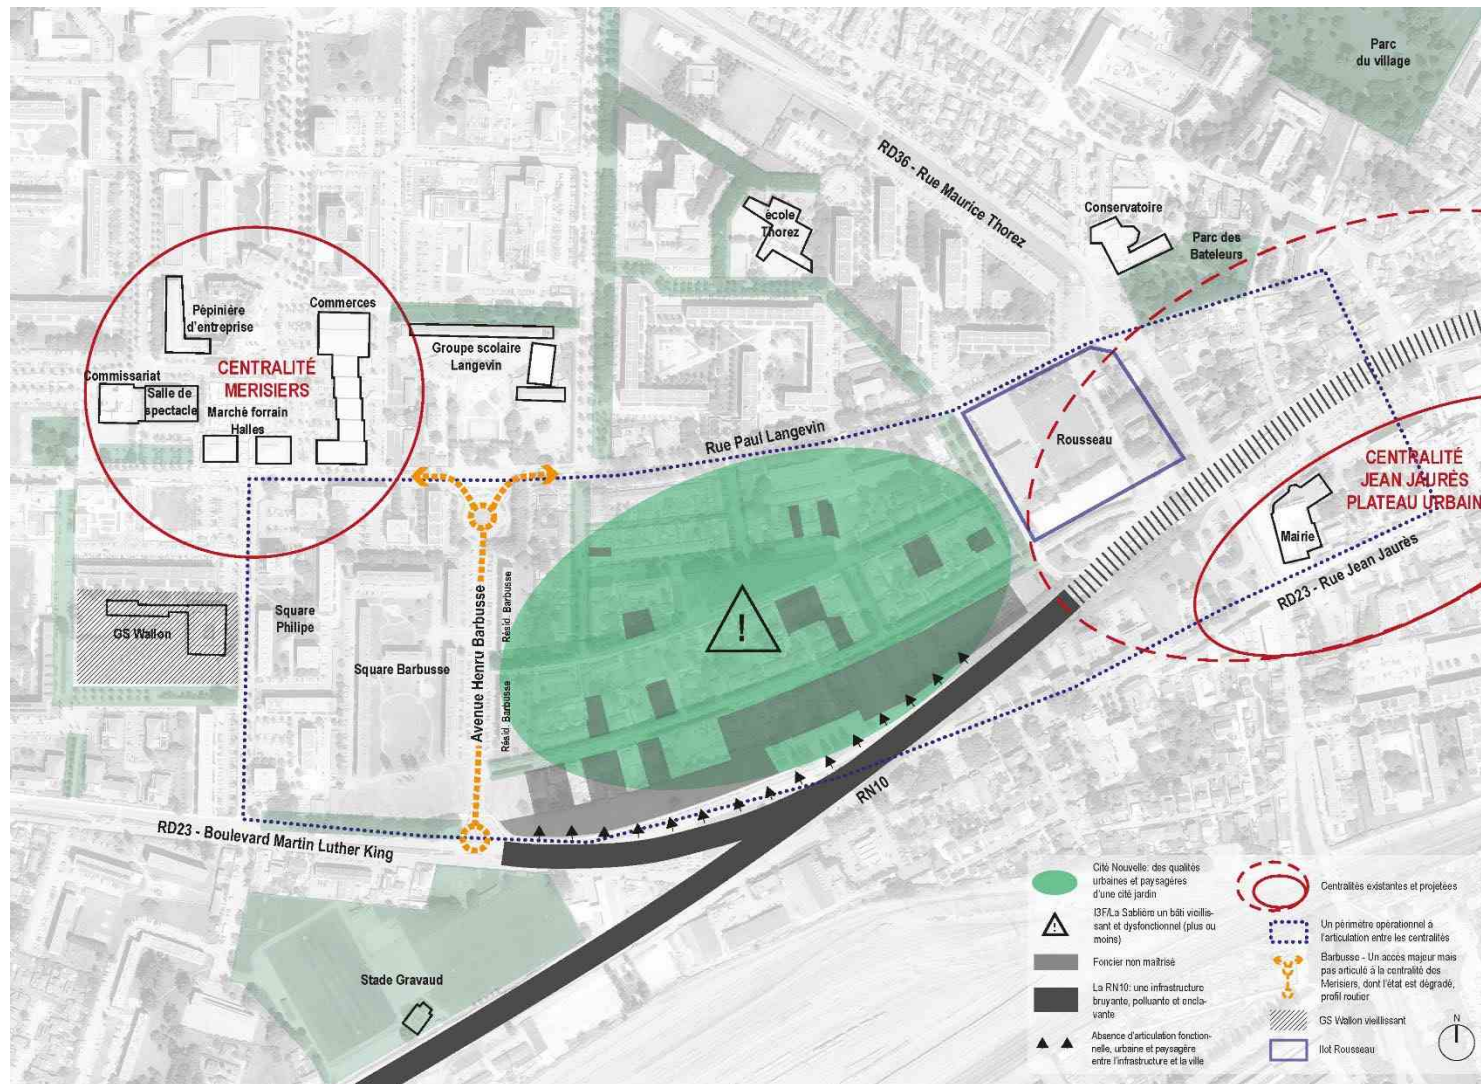 Parc
du village
RD36 - Rue Maurice Thorez
école
Thorez
Conservatoire
Parc des
Bateleurs
Pépinière
d'entreprise
Commerces
CENTRALITÉ
MERISIERS
Groupe scolaire
Langevin
Commissariat
Salle de
spectacle
Marché forrain
Halles
Rue Paul Langevin
Rousseau
CENTRALITÉ
JEAN JAURÈS
PLATEAU URBAIN
Mairie
RD23 - Rue Jean Jaurès
GS Wallon
Square
Philipe
Square Barbusse
Avenue Henru Barbusse
Résid. Barbusse
Résid. Barbusse
!
RN10
RD23 - Boulevard Martin Luther King
Stade Gravaud
Cité Nouvelle: des qualités
urbaines et paysagères
d'une cité jardin
!
I3F/La Sablière un bâti vieillis-
sant et dysfonctionnel (plus ou
moins)
Foncier non maîtrisé
La RN10: une infrastructure
bruyante, polluante et encla-
vante
Absence d'articulation fonction-
nelle, urbaine et paysagère
entre l'infrastructure et la ville
Centralités existantes et projetées
Un périmètre opérationnel à
l'articulation entre les centralités
Barbusse - Un accès majeur mais
pas articulé à la centralité des
Merisiers, dont l'état est dégradé,
profil routier
GS Wallon vieillissant
Ilot Rousseau
N